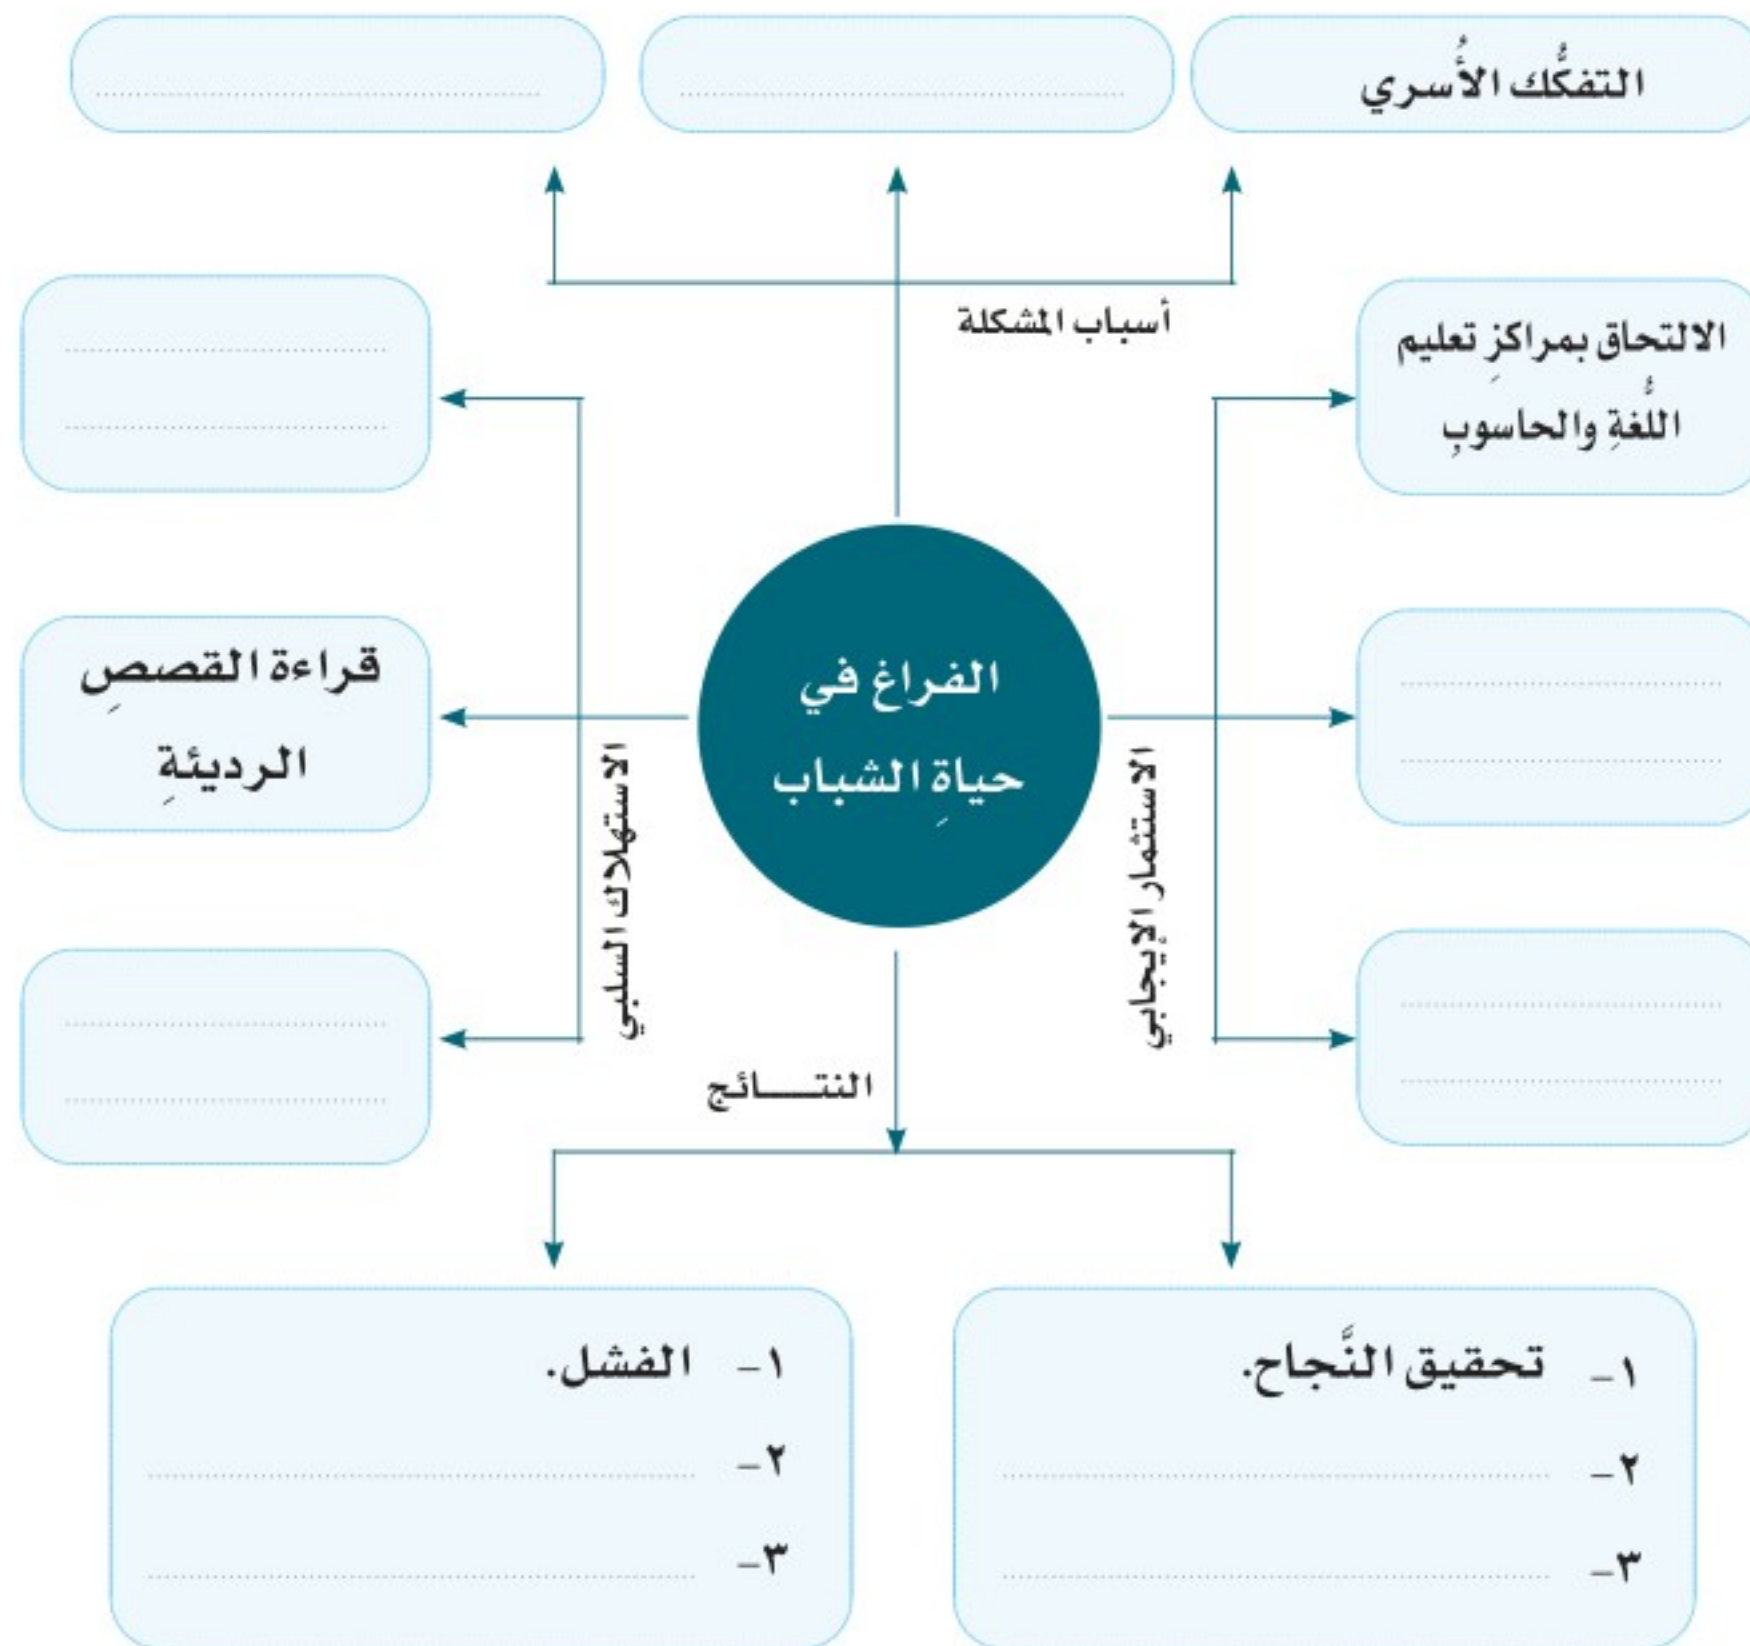 التفكُّك الأُسري
أسباب المشكلة
الالتحاق بمراكزِ تعليم
اللُّغةِ والحاسوبِ
الفراغ في
حياةِ الشباب
قراءة القصصِ
الرديئةِ
الاستثمار الإيجابي
الاستهلاك السلبي
النتـــائج
١- تحقيق النَّجاح.
٢-
٣-
١- الفشل.
٢-
٣-